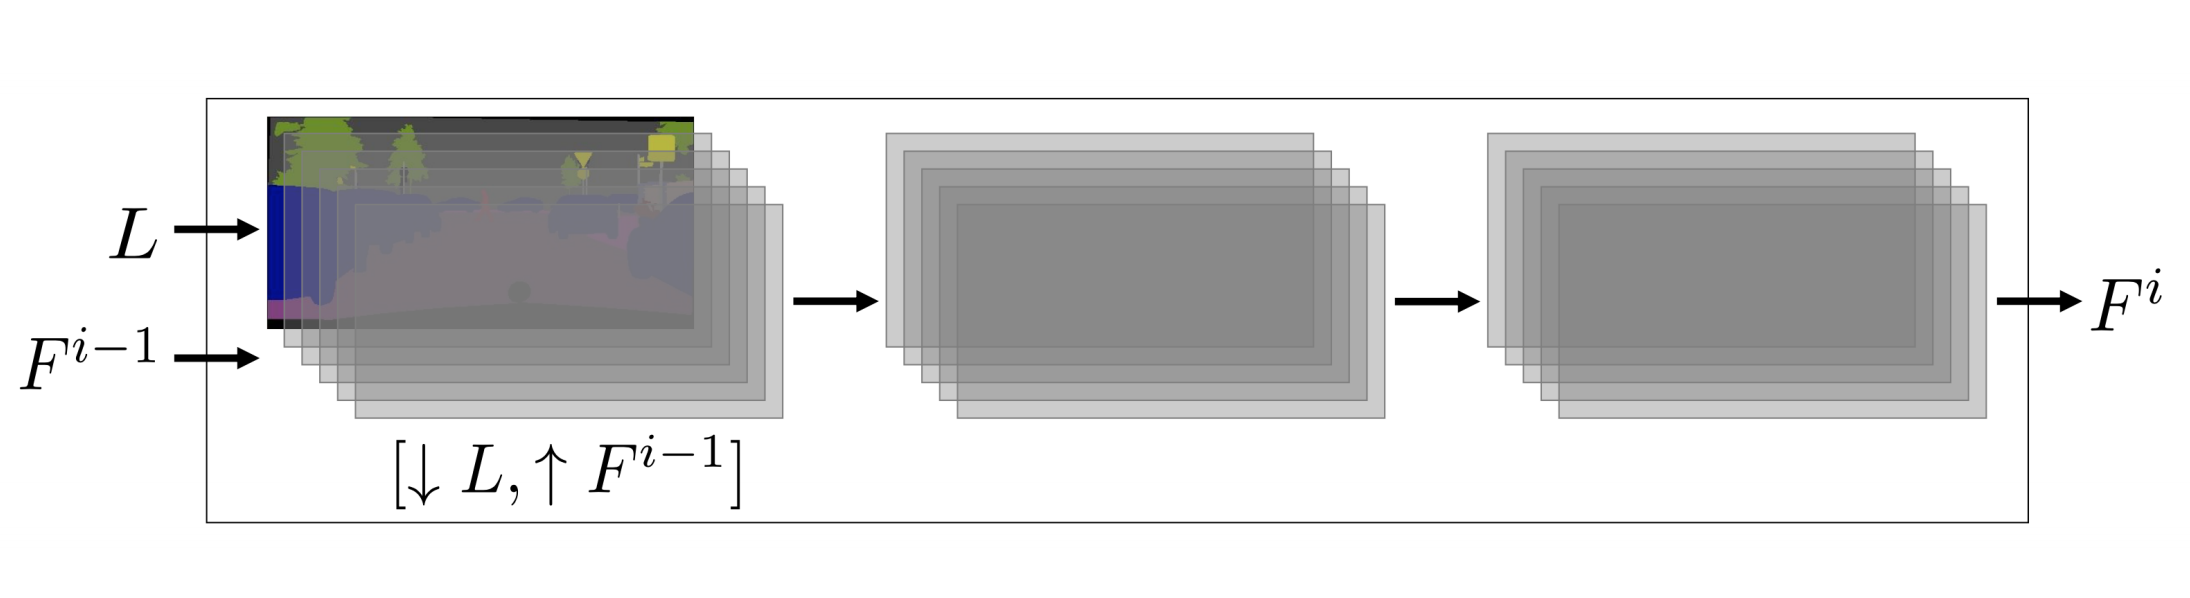 L
F^{i-1}
[↓ L, ↑ F^{i-1}]
F^i